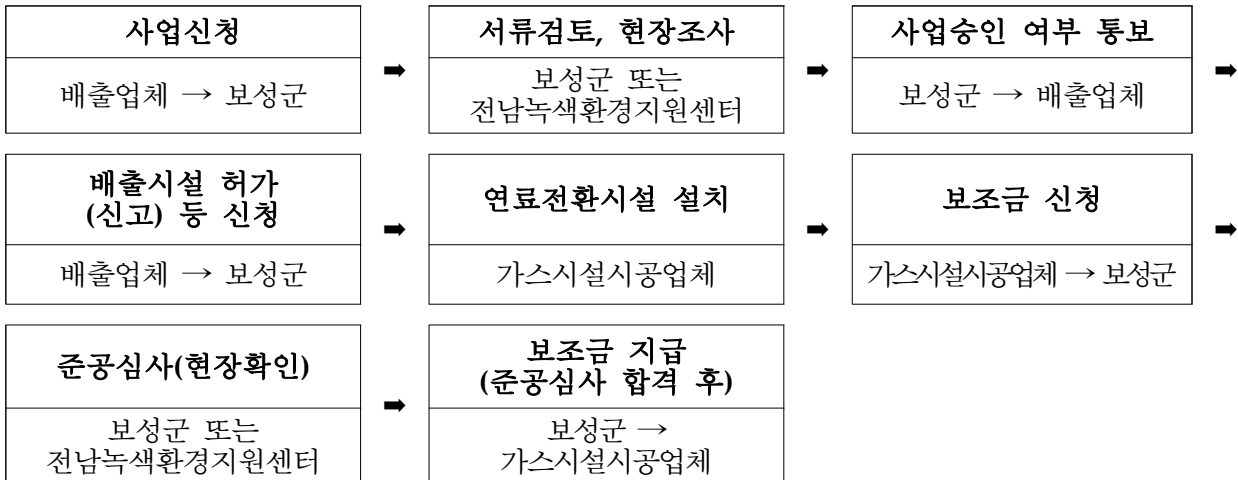 사업신청
배출업체 → 보성군
➡
서류검토, 현장조사
보성군 또는
전남녹색환경지원센터
➡
사업승인 여부 통보
보성군 → 배출업체
➡
배출시설 허가
(신고) 등 신청
배출업체 → 보성군
➡
연료전환시설 설치
가스시설시공업체
➡
보조금 신청
가스시설시공업체 → 보성군
➡
준공심사(현장확인)
보성군 또는
전남녹색환경지원센터
➡
보조금 지급
(준공심사 합격 후)
보성군 →
가스시설시공업체